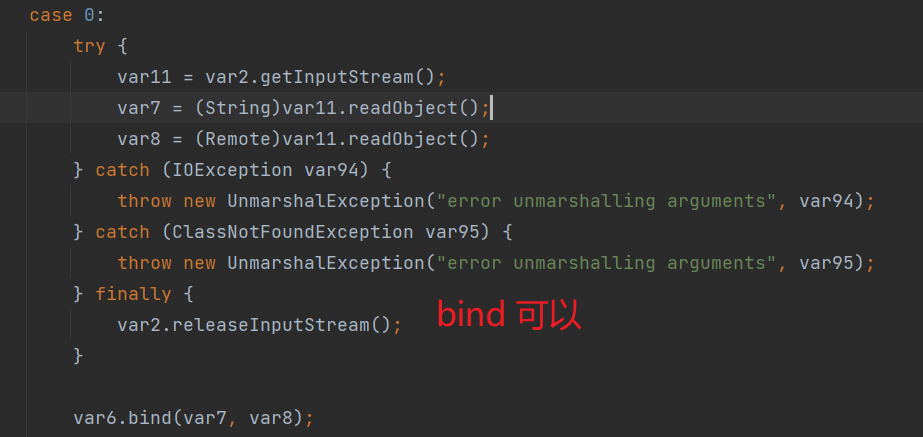 case 0:
try {
var11 = var2.getInputStream();
var7 = (String)var11.readObject();
var8 = (Remote)var11.readObject();
} catch (IOException var94) {
throw new UnmarshalException("error unmarshalling arguments", var94);
} catch (ClassNotFoundException var95) {
throw new UnmarshalException("error unmarshalling arguments", var95);
} finally {
var2.releaseInputStream();
bind 可以
}
var6.bind(var7, var8);